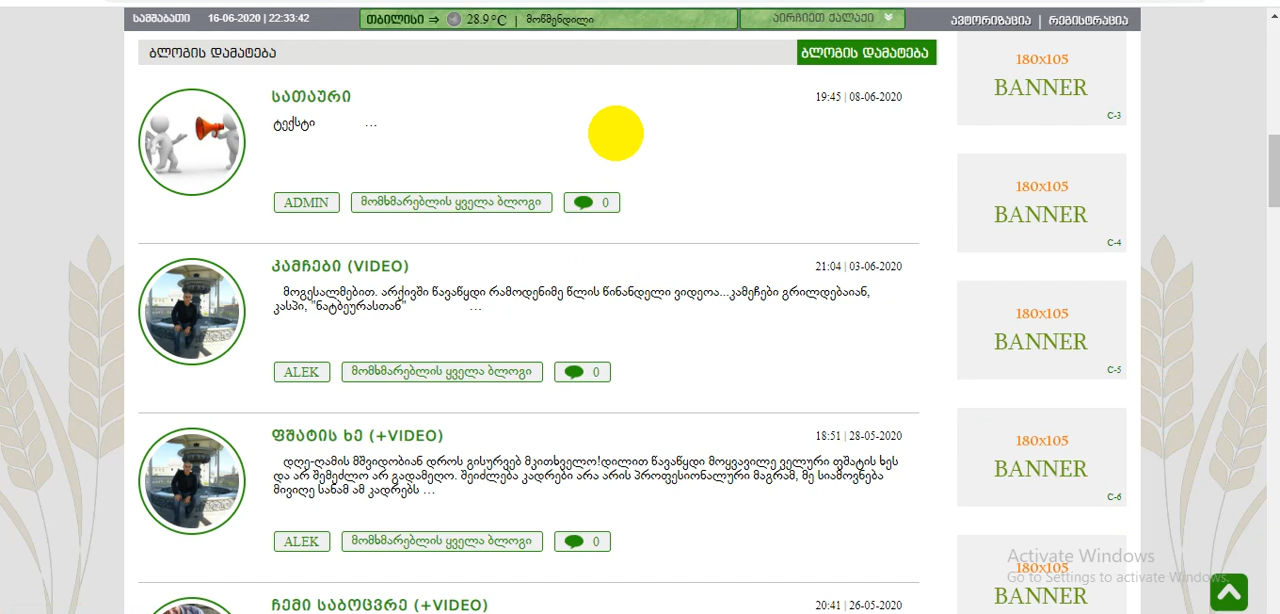 სამშაბათი 16-06-2020 | 22:33:42 თბილისი ⇒ 28.9 °C | მოწმენდილი აირჩიეთ ქალაქი ავტორიზაცია | რეგისტრაცია
ბლოგის დამატება ბლოგის დამატება
სათაური 19:45 | 08-06-2020
ტექსტი ...
ADMIN მომხმარებლის ყველა ბლოგი 0
კამჩები (VIDEO) 21:04 | 03-06-2020
მოგესალმებით. არქივში წავაწყდი რამოდენიმე წლის წინანდელი ვიდეოა...კამეჩები გრილდებაიან,
კასპი, "ნატბეურასთან" ...
ALEK მომხმარებლის ყველა ბლოგი 0
ფშატის ხე (+VIDEO) 18:51 | 28-05-2020
დღე-ღამის მშვიდობიან დროს გისურვებ მკითხველო!დილით წავაწყდი მოყვავილე ველური ფშატის ხეს
და არ შემეძლო არ გადამეღო. შეიძლება კადრები არა არის პროფესიონალური მაგრამ, მე სიამოვნება
მივიღე სანამ ამ კადრებს ...
ALEK მომხმარებლის ყველა ბლოგი 0
ჩემი საბოცვრე (+VIDEO) 20:41 | 26-05-2020
180x105
BANNER
C-3
180x105
BANNER
C-4
180x105
BANNER
C-5
180x105
BANNER
C-6
180x105
BANNER
Activate Windows
Go to Settings to activate Windows.